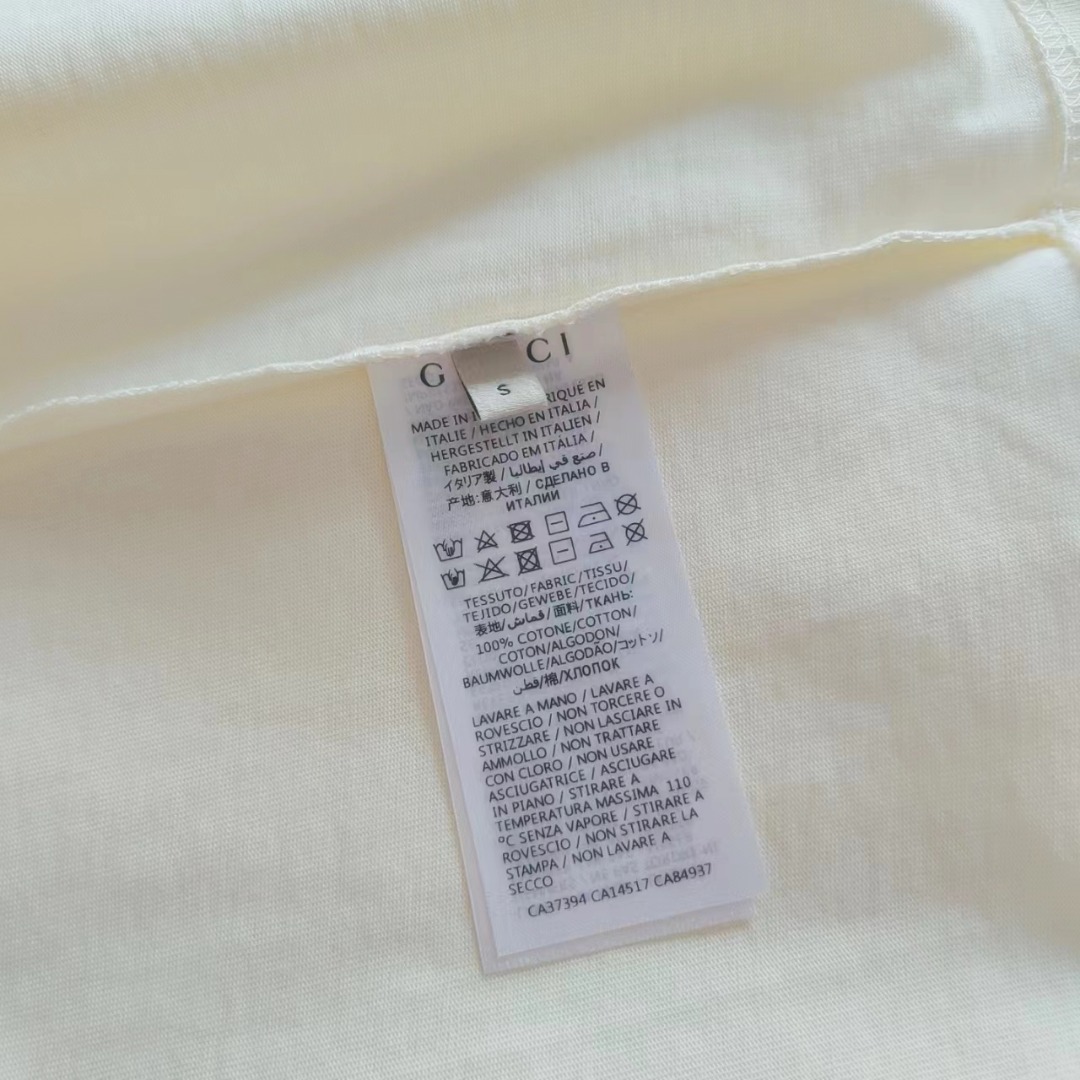 G CI
S
MADE IN I RIQUÉ EN
ITALIE / HECHO EN ITALIA /
HERGESTELLT IN ITALIEN /
FABRICADO EM ITÁLIA /
イタリア製 / صنع في إيطاليا /
产地:意大利 / СДЕЛАНО В
ИТАЛИИ
TESSUTO/FABRIC/TISSU/
TEJIDO/GEWEBE/TECIDO/
表地/قماش/面料/ТКАНЬ:
100% COTONE/COTTON/
COTON/ALGODON/
BAUMWOLLE/ALGODÃO/コットン/
قطن/棉/ХЛОПОК
LAVARE A MANO / LAVARE A
ROVESCIO / NON TORCERE O
STRIZZARE / NON LASCIARE IN
AMMOLLO / NON TRATTARE
CON CLORO / NON USARE
ASCIUGATRICE / ASCIUGARE
IN PIANO / STIRARE A
TEMPERATURA MASSIMA 110
ºC SENZA VAPORE / STIRARE A
ROVESCIO / NON STIRARE LA
STAMPA / NON LAVARE A
SECCO
CA37394 CA14517 CA84937